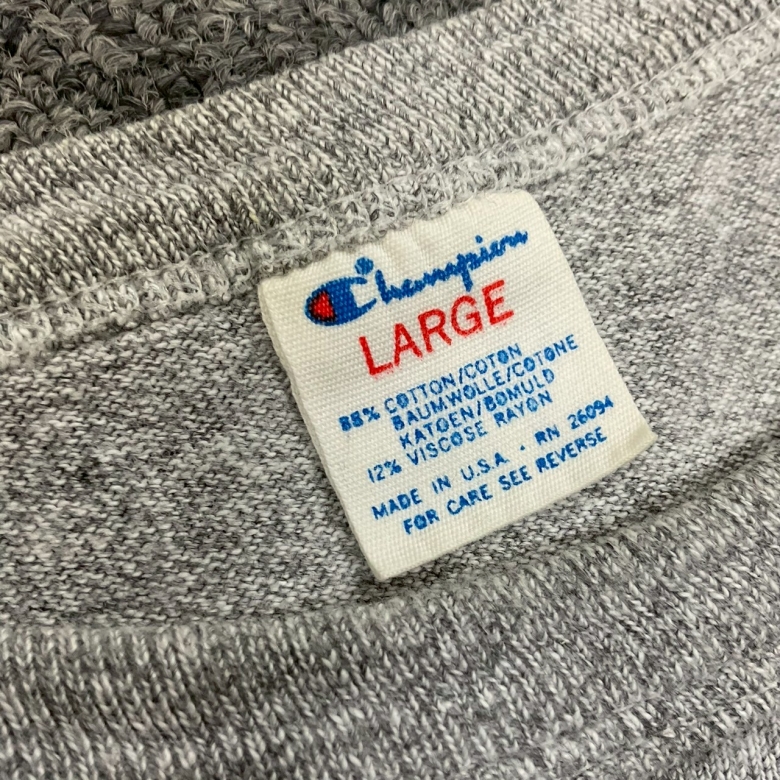 Champion
LARGE
88% COTTON/COTON
BAUMWOLLE/COTONE
KATOEN/BOMULD
12% VISCOSE RAYON
MADE IN U.S.A. · RN 26094
FOR CARE SEE REVERSE